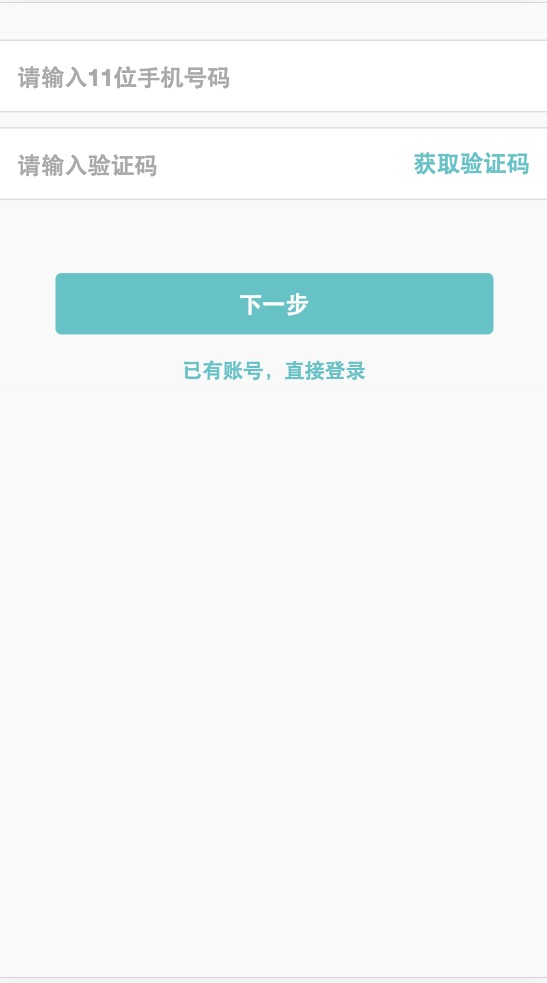 请输入11位手机号码
请输入验证码 获取验证码
下一步
已有账号，直接登录